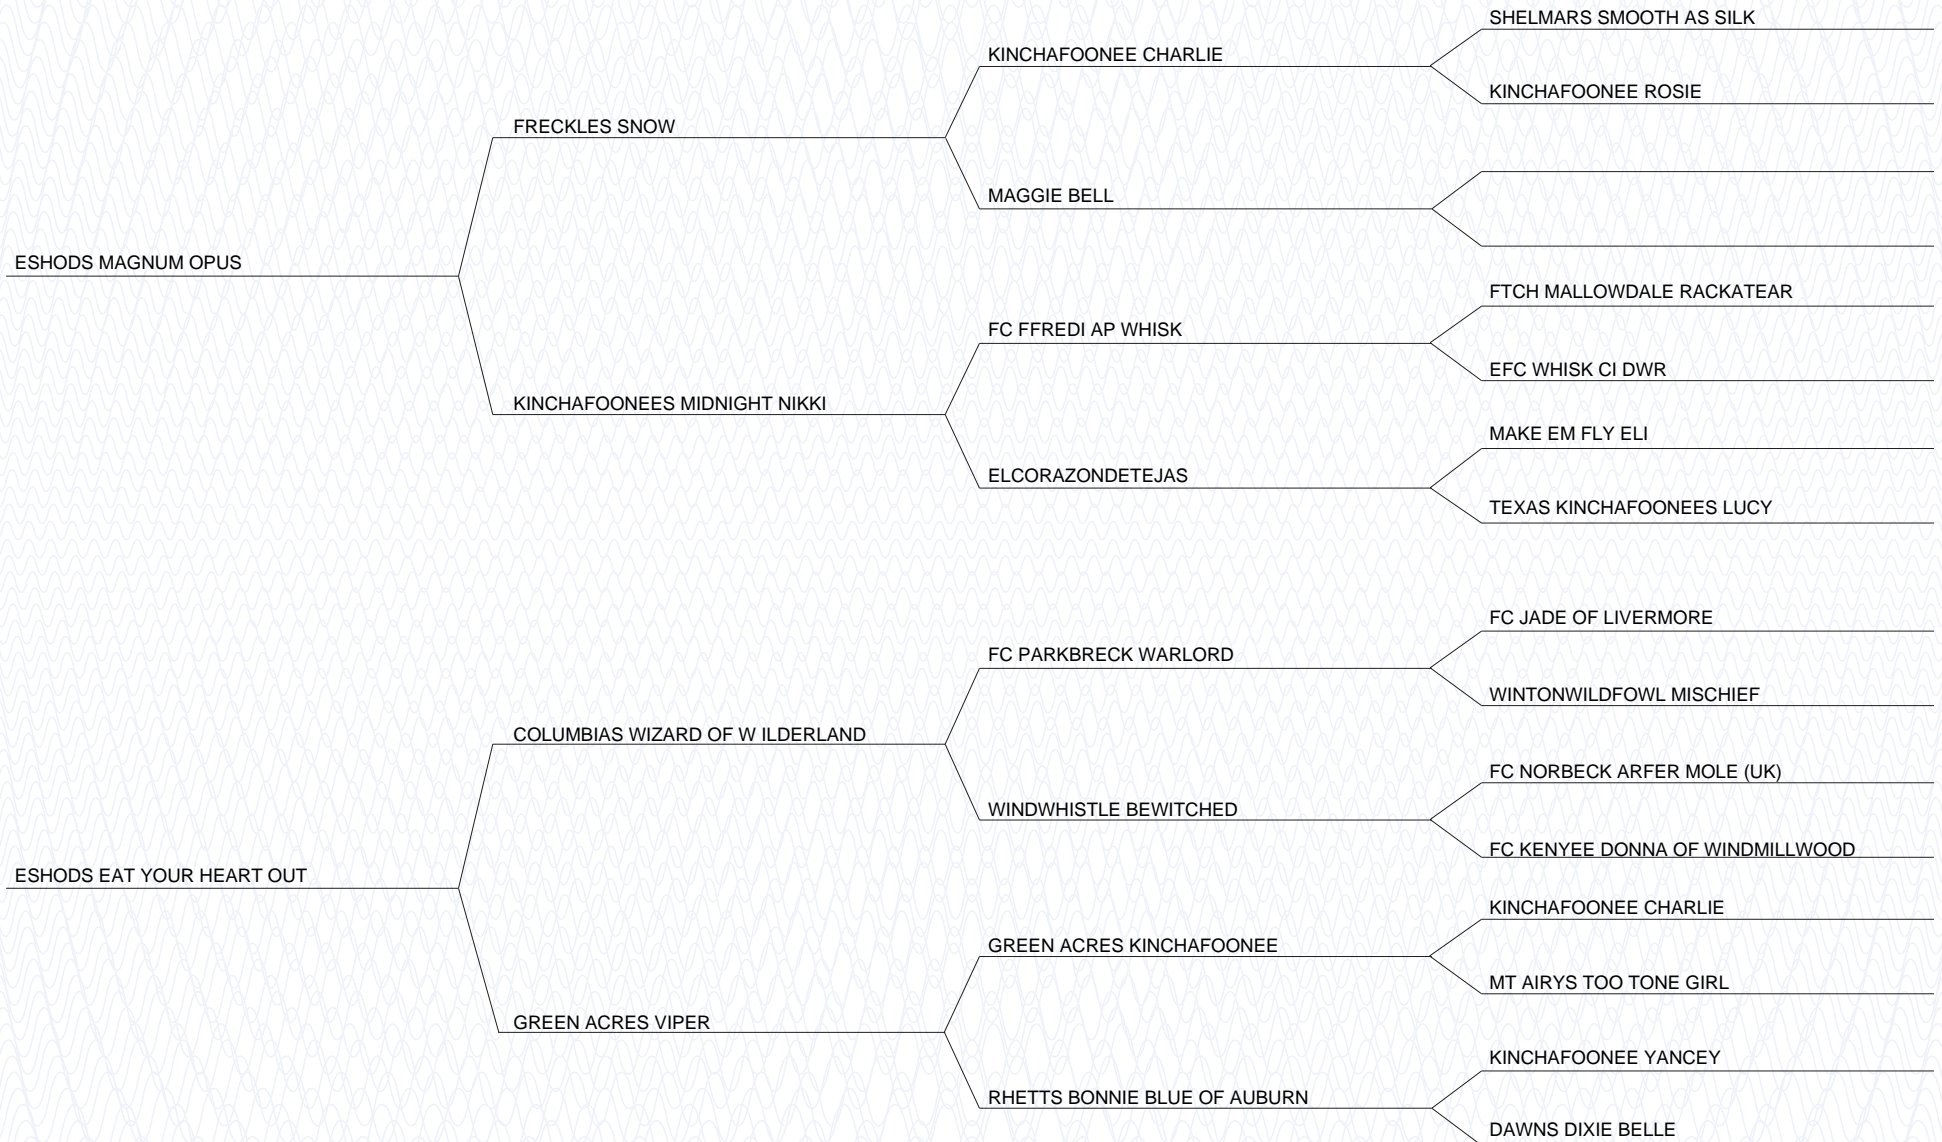 SHELMARS SMOOTH AS SILK
KINCHAFOONEE CHARLIE
KINCHAFOONEE ROSIE
FRECKLES SNOW
MAGGIE BELL
ESHODS MAGNUM OPUS
FTCH MALLOWDALE RACKATEAR
FC FFREDI AP WHISK
EFC WHISK CI DWR
KINCHAFOONEES MIDNIGHT NIKKI
MAKE EM FLY ELI
ELCORAZONDETEJAS
TEXAS KINCHAFOONEES LUCY
FC JADE OF LIVERMORE
FC PARKBRECK WARLORD
WINTONWILDFOWL MISCHIEF
COLUMBIAS WIZARD OF W ILDERLAND
FC NORBECK ARFER MOLE (UK)
WINDWHISTLE BEWITCHED
FC KENYEE DONNA OF WINDMILLWOOD
ESHODS EAT YOUR HEART OUT
KINCHAFOONEE CHARLIE
GREEN ACRES KINCHAFOONEE
MT AIRYS TOO TONE GIRL
GREEN ACRES VIPER
KINCHAFOONEE YANCEY
RHETTS BONNIE BLUE OF AUBURN
DAWNS DIXIE BELLE